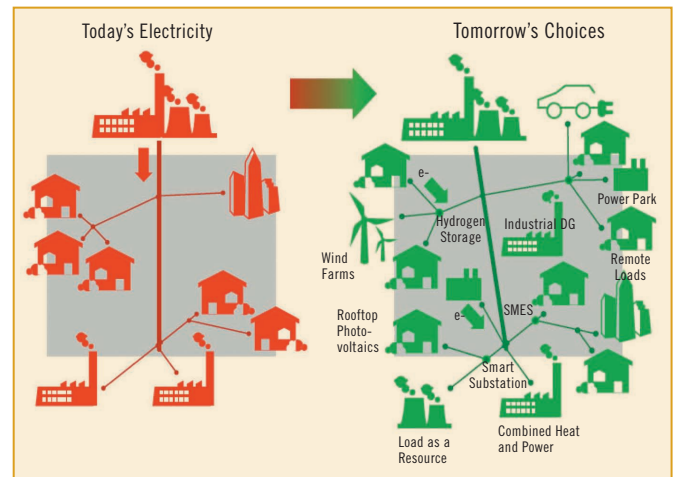 Today's Electricity
Tomorrow's Choices
e-
Power Park
Hydrogen
Storage
Industrial DG
Wind
Farms
Remote
Loads
Rooftop
Photo-
voltaics
SMES
e-
Smart
Substation
Load as a
Resource
Combined Heat
and Power